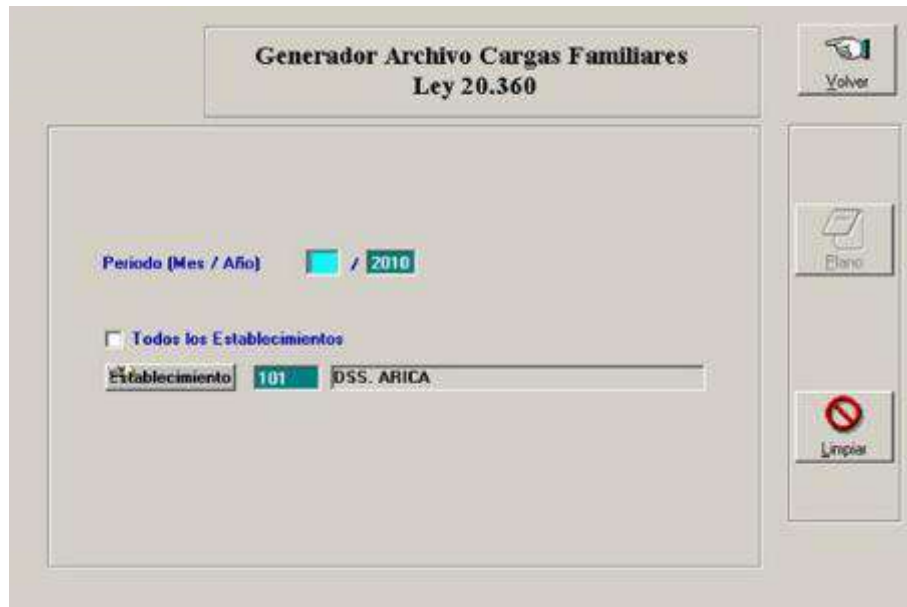 Generador Archivo Cargas Familiares
Ley 20.360
Volver
Periodo (Mes / Año) / 2010
Plano
Todos los Establecimientos
Establecimiento 101 DSS. ARICA
Limpiar